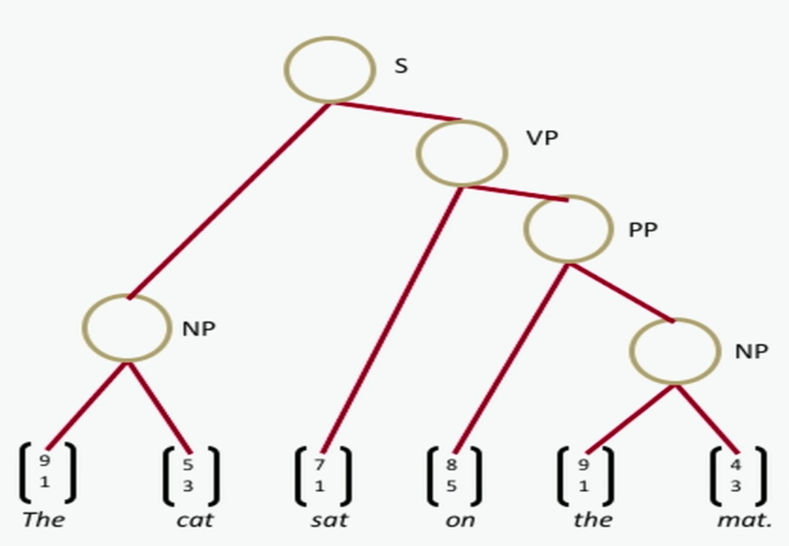 S
VP
PP
NP
NP
9 5 7 8 9 4
1 3 1 5 1 3
The cat sat on the mat.